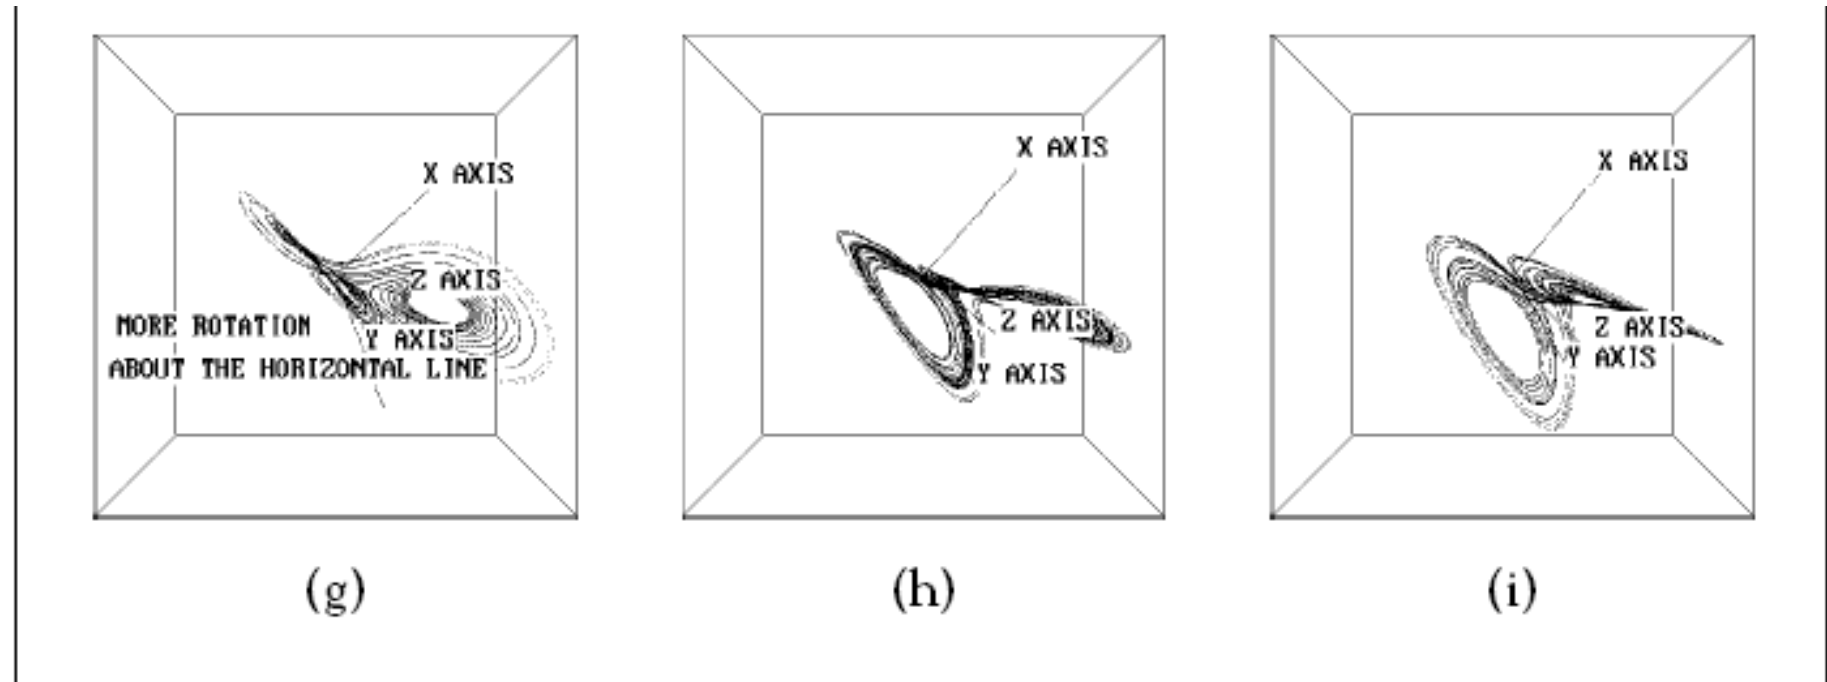 X AXIS
Z AXIS
MORE ROTATION
Y AXIS
ABOUT THE HORIZONTAL LINE
X AXIS
Z AXIS
Y AXIS
X AXIS
Z AXIS
Y AXIS
(g)
(h)
(i)